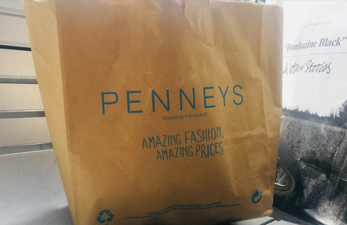 PENNEYS
AMAZING FASHION,
AMAZING PRICES
"Bombazine Black"
& Other Stories